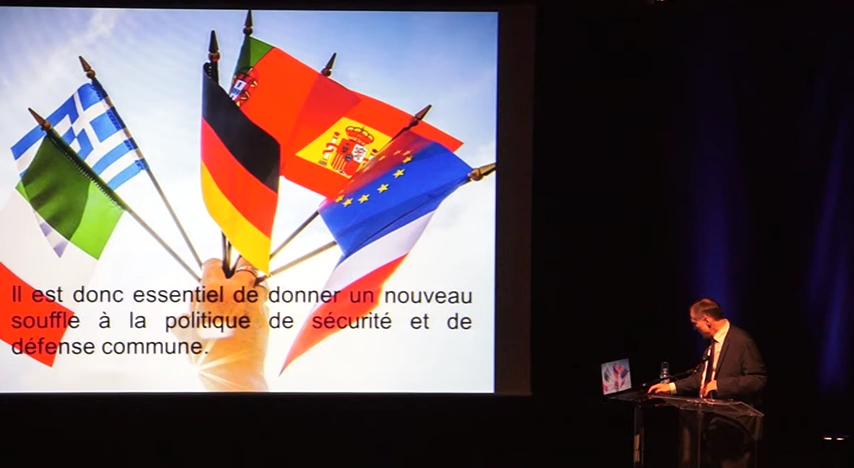 Il est donc essentiel de donner un nouveau
souffle à la politique de sécurité et de
défense commune.